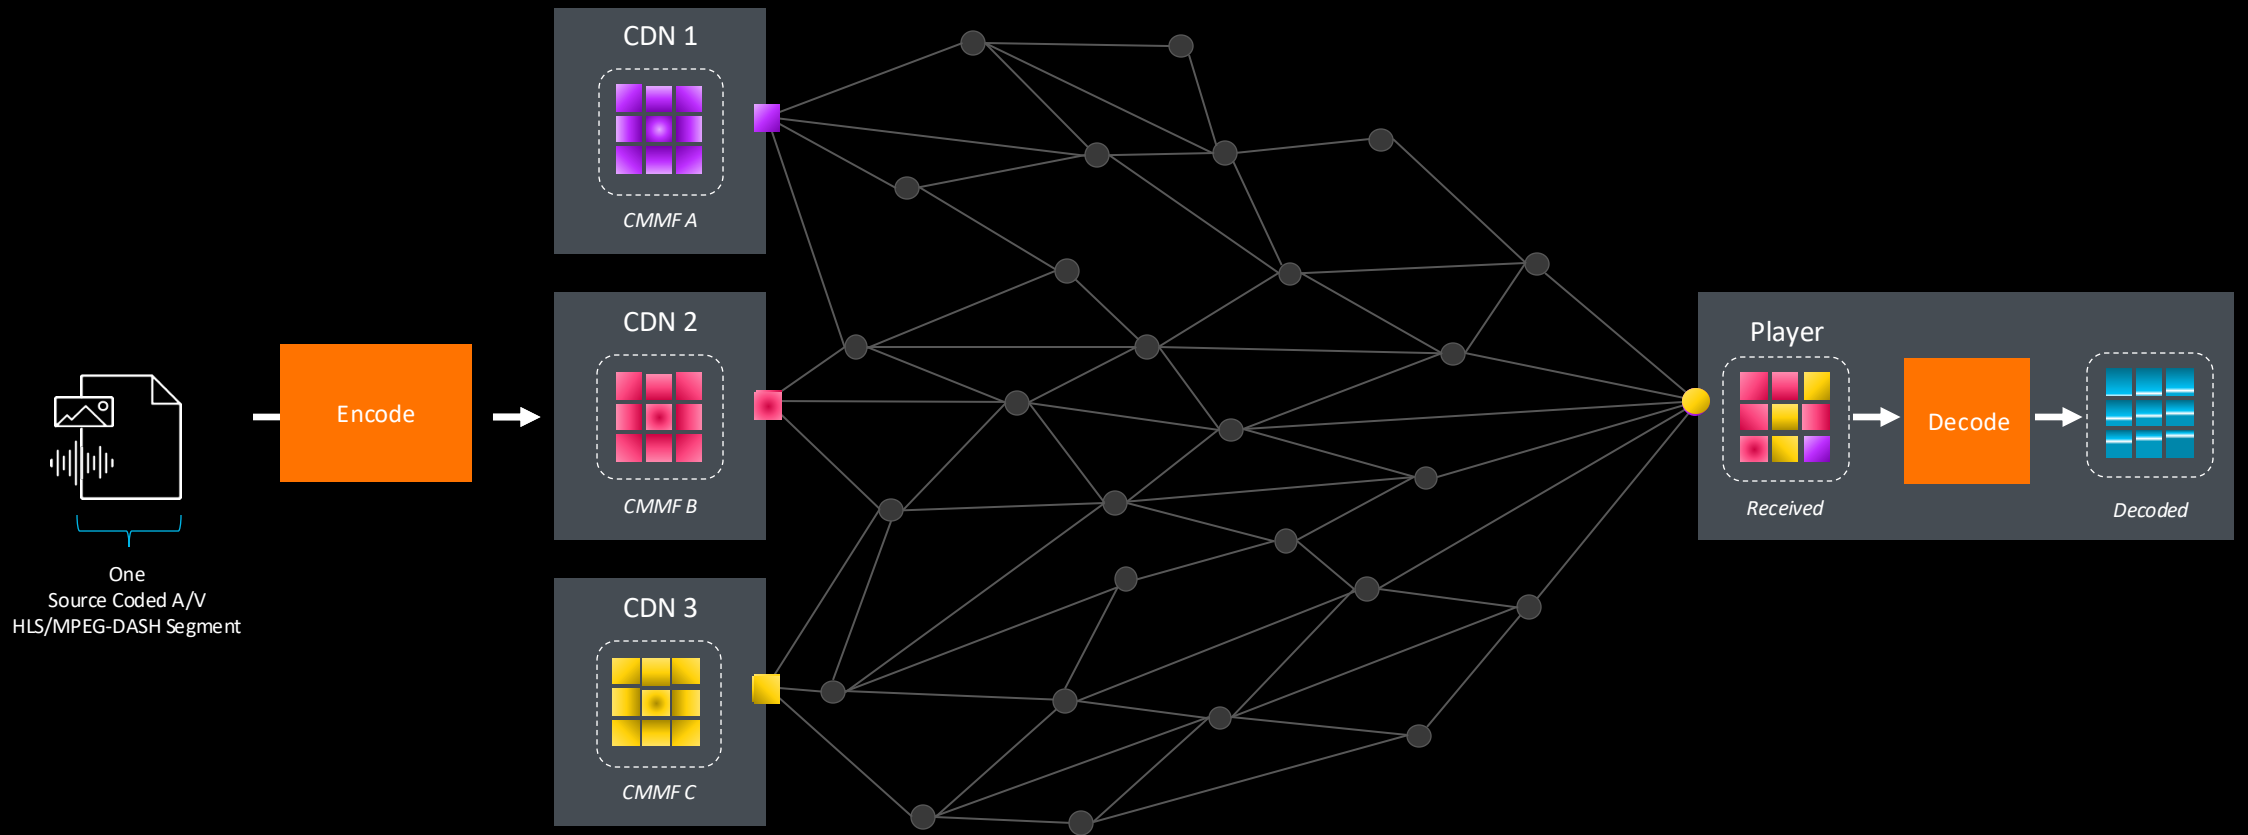 CDN 1
CMMF A
CDN 2
CMMF B
CDN 3
CMMF C
Encode
One
Source Coded A/V
HLS/MPEG-DASH Segment
Player
Received
Decode
Decoded